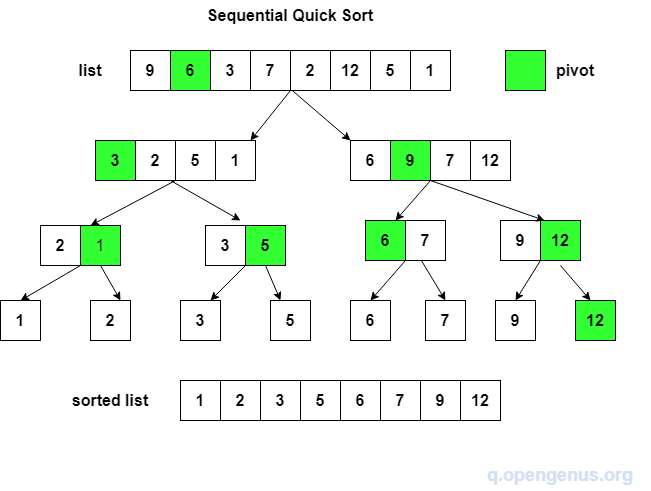 Sequential Quick Sort
list 9 6 3 7 2 12 5 1 pivot
3 2 5 1 6 9 7 12
2 1 3 5 6 7 9 12
1 2 3 5 6 7 9 12
sorted list 1 2 3 5 6 7 9 12
q.opengenus.org